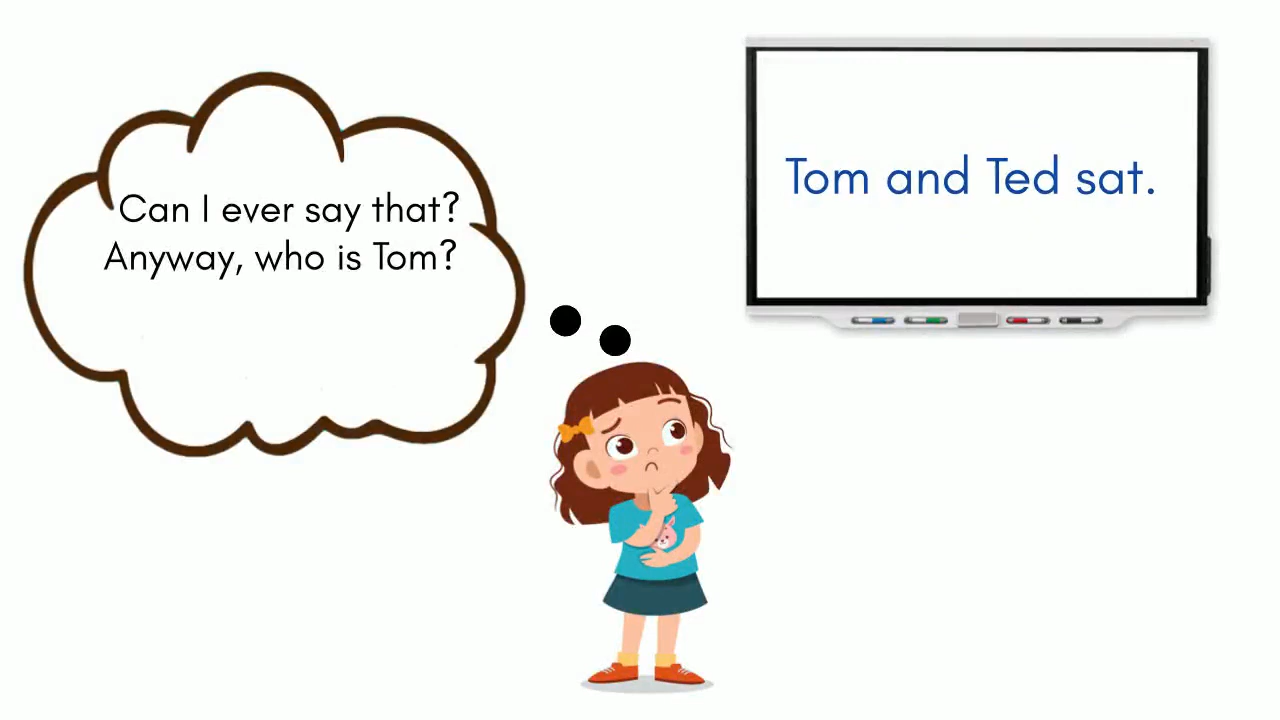 Can I ever say that?
Anyway, who is Tom?
Tom and Ted sat.